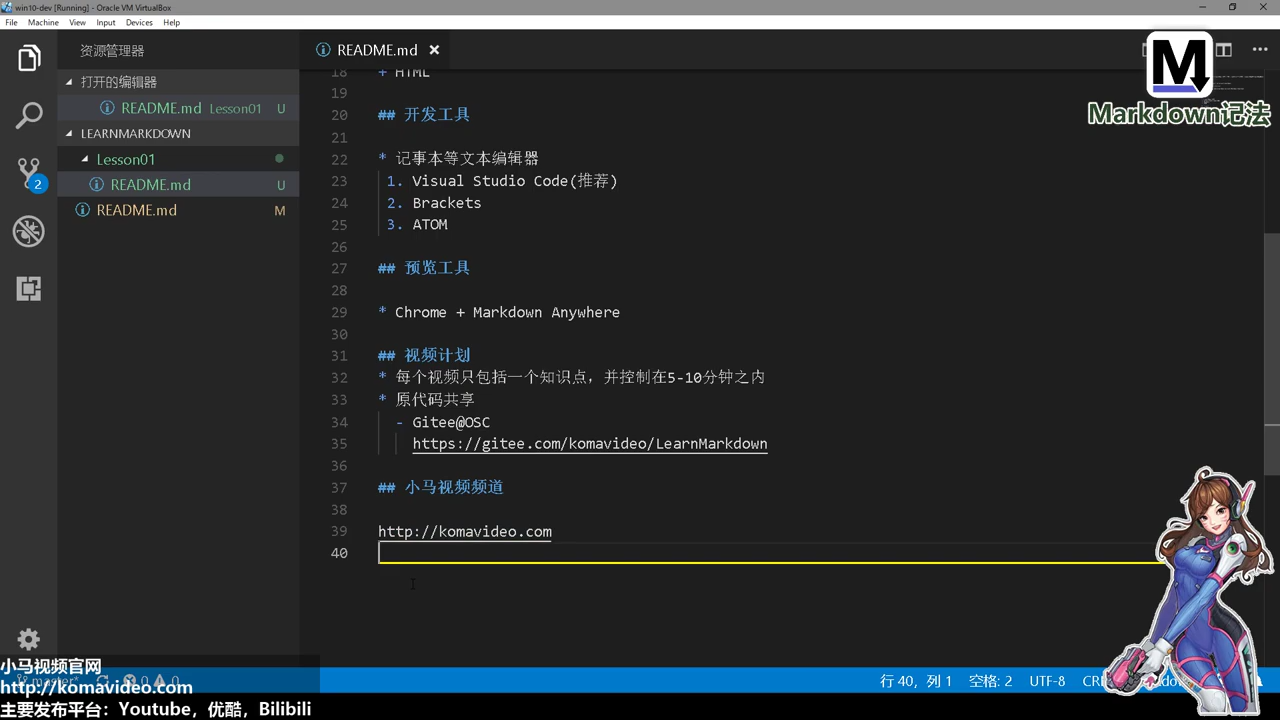 win10-dev [Running] - Oracle VM VirtualBox
File Machine View Input Devices Help
资源管理器
打开的编辑器
README.md Lesson01 U
LEARNMARKDOWN
Lesson01
README.md U
README.md M
2
README.md
Markdown记法
18 + HTML
19
20 ## 开发工具
21
22 * 记事本等文本编辑器
23 1. Visual Studio Code(推荐)
24 2. Brackets
25 3. ATOM
26
27 ## 预览工具
28
29 * Chrome + Markdown Anywhere
30
31 ## 视频计划
32 * 每个视频只包括一个知识点，并控制在5-10分钟之内
33 * 原代码共享
34 - Gitee@OSC
35 https://gitee.com/komavideo/LearnMarkdown
36
37 ## 小马视频频道
38
39 http://komavideo.com
40
小马视频官网
master* 0 0
http://komavideo.com
主要发布平台：Youtube，优酷，Bilibili
行 40，列 1 空格: 2 UTF-8